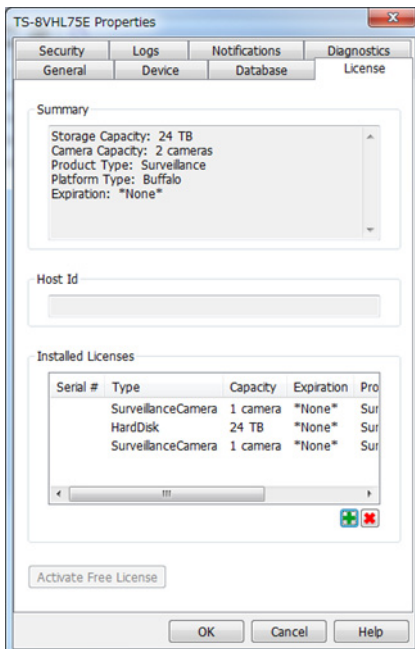 TS-8VHL75E Properties
Security Logs Notifications Diagnostics
General Device Database License
Summary
Storage Capacity: 24 TB
Camera Capacity: 2 cameras
Product Type: Surveillance
Platform Type: Buffalo
Expiration: *None*
Host Id
Installed Licenses
Serial # Type Capacity Expiration Pro
SurveillanceCamera 1 camera *None* Sur
HardDisk 24 TB *None* Sur
SurveillanceCamera 1 camera *None* Sur
Activate Free License
OK Cancel Help